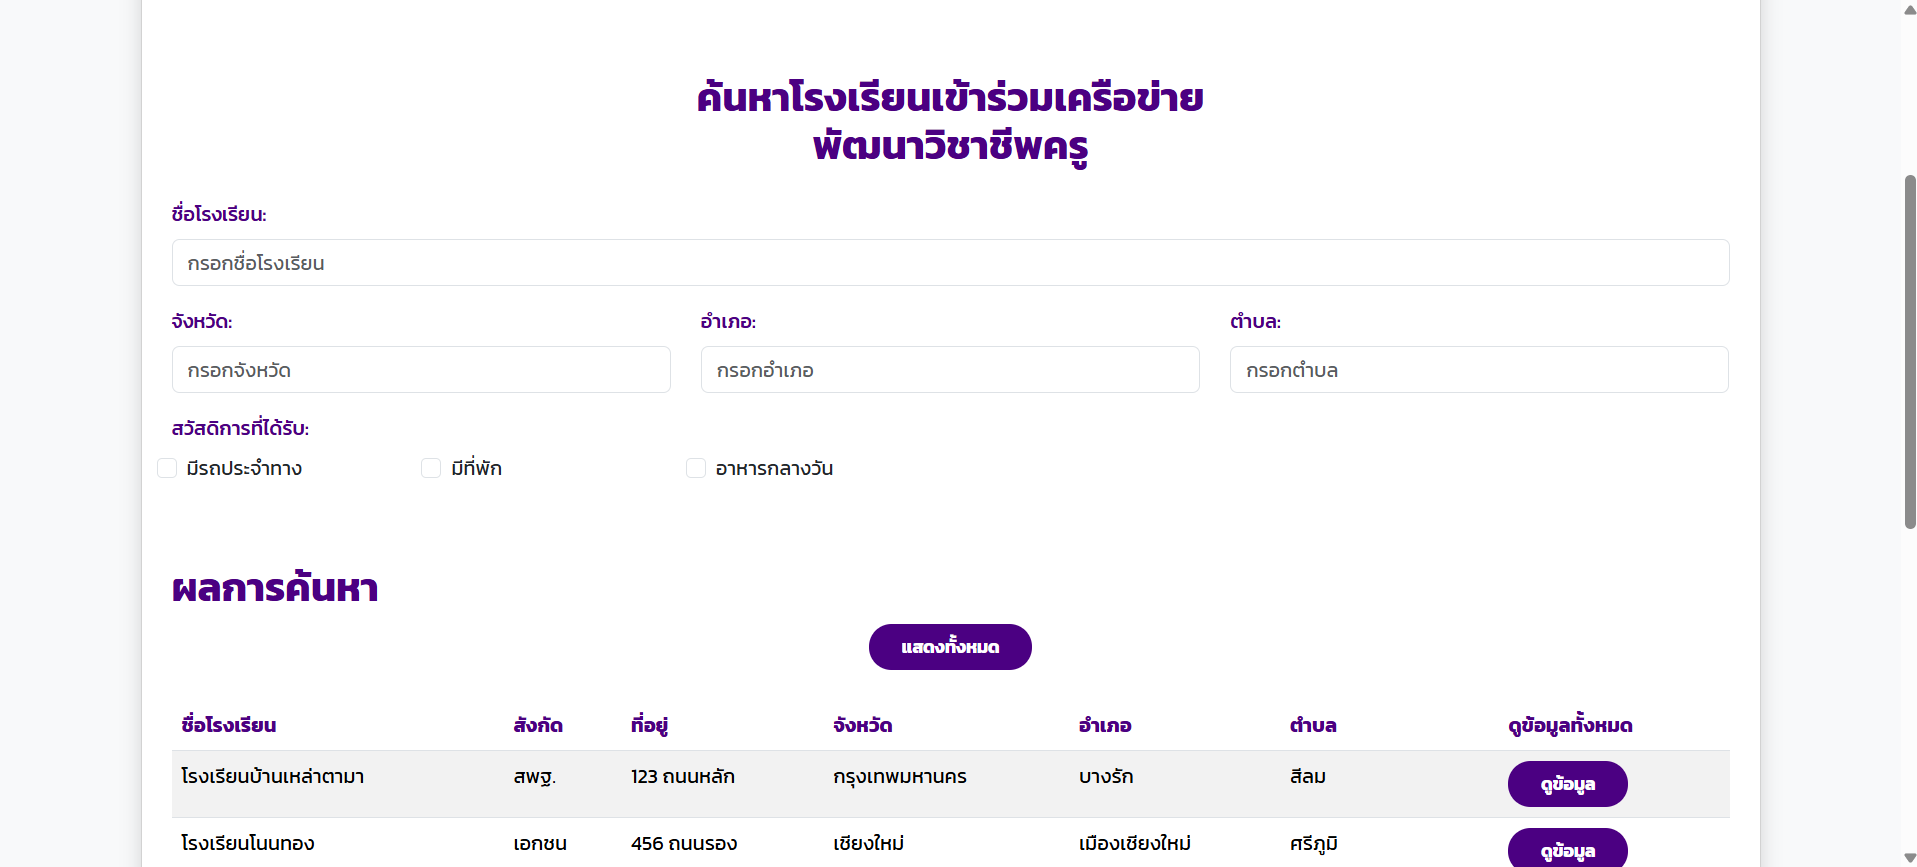 ค้นหาโรงเรียนเข้าร่วมเครือข่าย
พัฒนาวิชาชีพครู
ชื่อโรงเรียน:
กรอกชื่อโรงเรียน
จังหวัด: อำเภอ: ตำบล:
กรอกจังหวัด กรอกอำเภอ กรอกตำบล
สวัสดิการที่ได้รับ:
มีรถประจำทาง มีที่พัก อาหารกลางวัน
ผลการค้นหา
แสดงทั้งหมด
ชื่อโรงเรียน สังกัด ที่อยู่ จังหวัด อำเภอ ตำบล ดูข้อมูลทั้งหมด
โรงเรียนบ้านเหล่าตามา สพฐ. 123 ถนนหลัก กรุงเทพมหานคร บางรัก สีลม ดูข้อมูล
โรงเรียนโนนทอง เอกชน 456 ถนนรอง เชียงใหม่ เมืองเชียงใหม่ ศรีภูมิ ดูข้อมูล